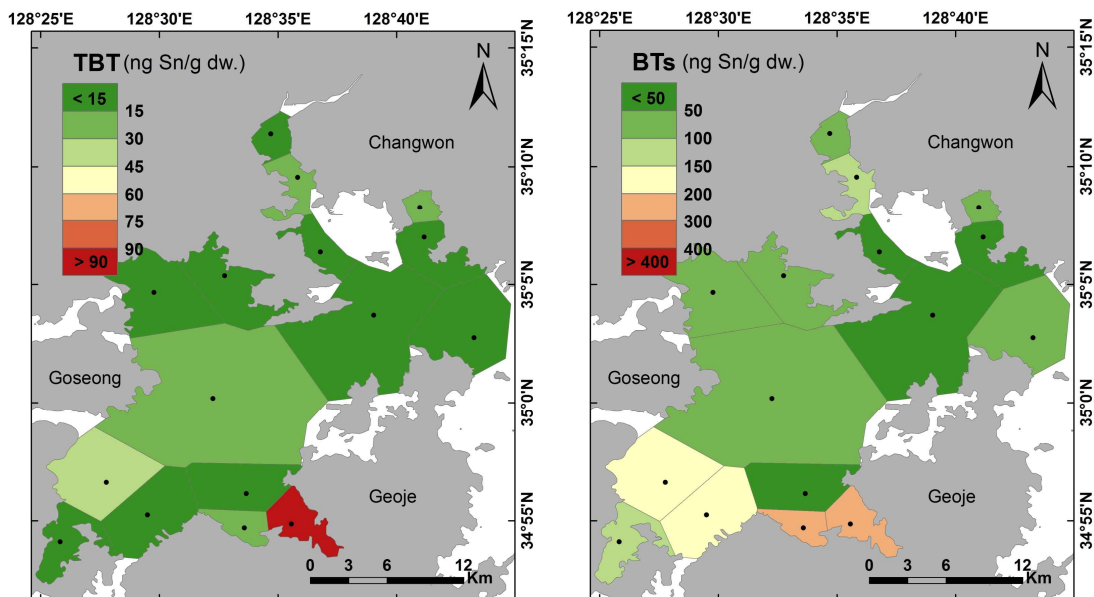 128°25'E 128°30'E 128°35'E 128°40'E
TBT (ng Sn/g dw.)
< 15
15
30
45
60
75
90
> 90
N
Changwon
Goseong
Geoje
35°15'N
35°10'N
35°5'N
35°0'N
34°55'N
0 3 6 12
Km
128°25'E 128°30'E 128°35'E 128°40'E
BTs (ng Sn/g dw.)
< 50
50
100
150
200
300
400
> 400
N
Changwon
Goseong
Geoje
35°15'N
35°10'N
35°5'N
35°0'N
34°55'N
0 3 6 12
Km